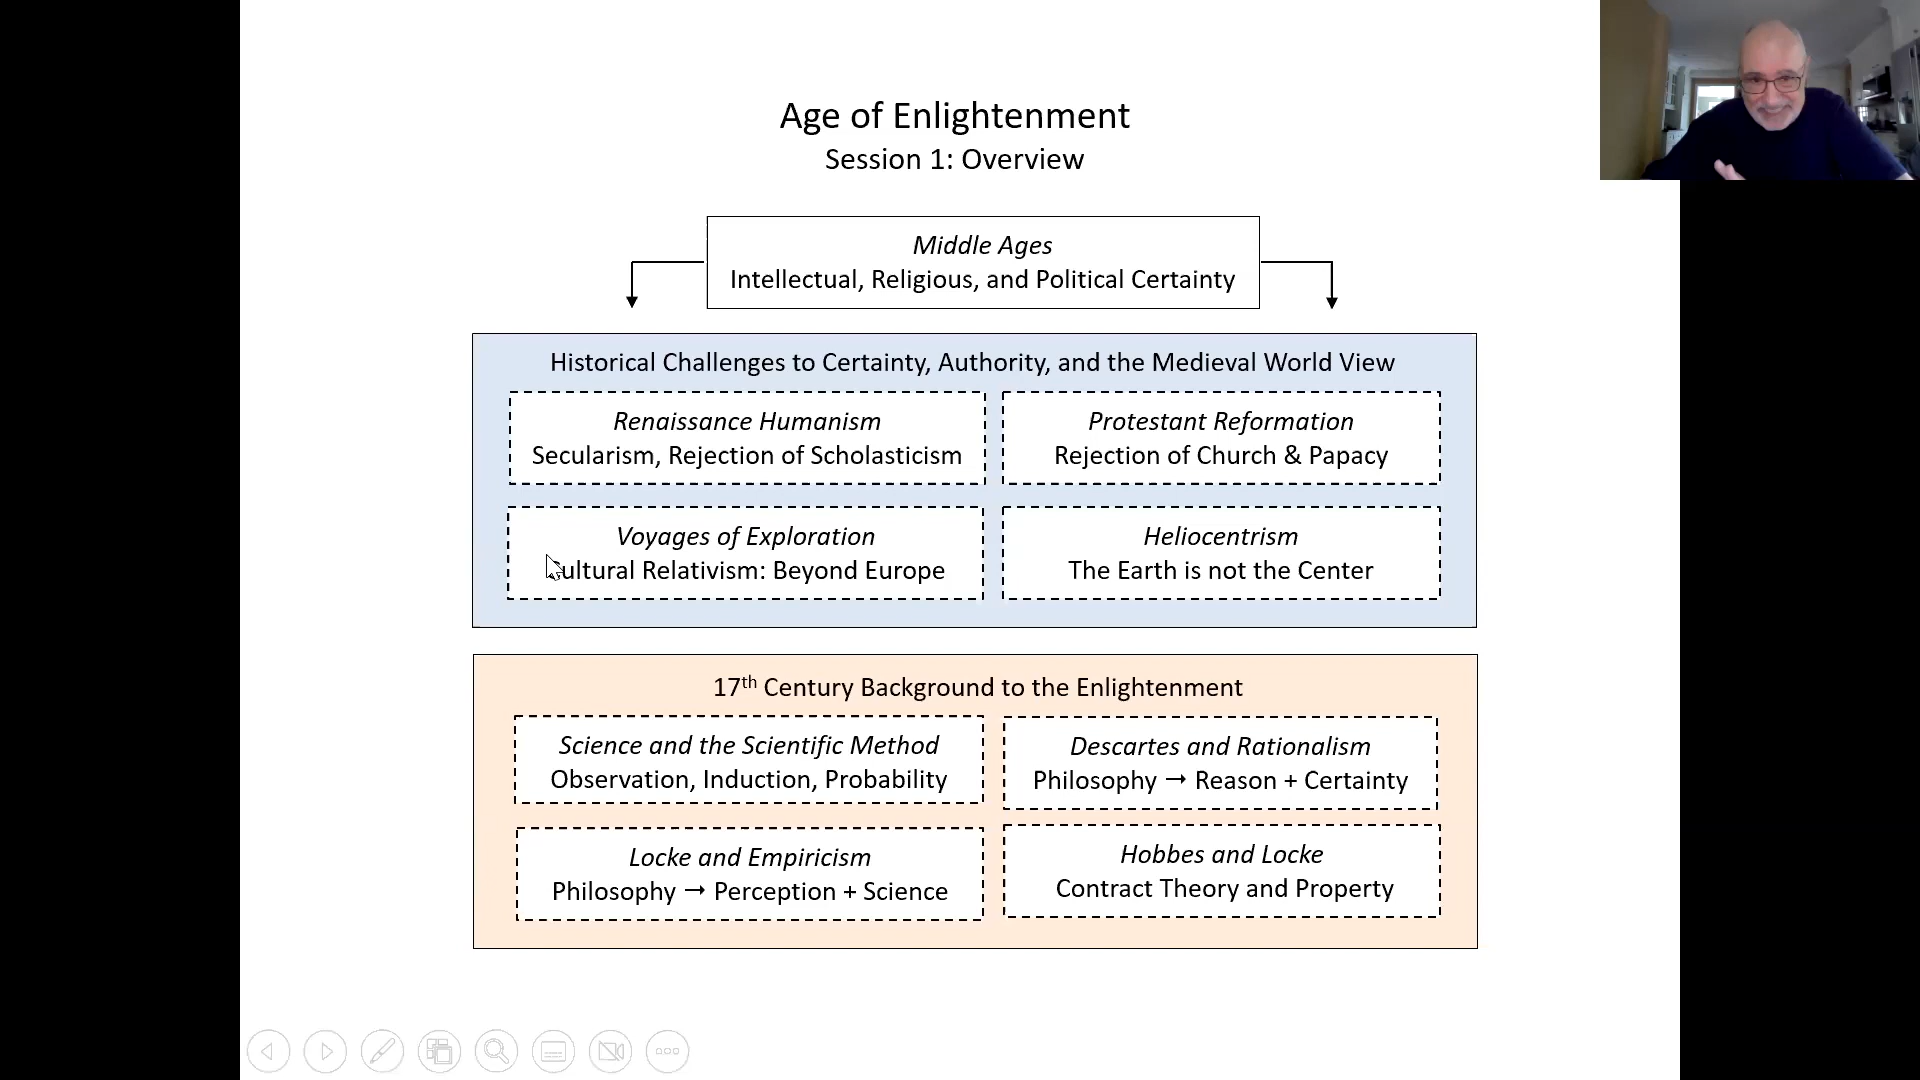 Age of Enlightenment
Session 1: Overview
Middle Ages
Intellectual, Religious, and Political Certainty
Historical Challenges to Certainty, Authority, and the Medieval World View
Renaissance Humanism
Secularism, Rejection of Scholasticism
Protestant Reformation
Rejection of Church & Papacy
Voyages of Exploration
Cultural Relativism: Beyond Europe
Heliocentrism
The Earth is not the Center
17th Century Background to the Enlightenment
Science and the Scientific Method
Observation, Induction, Probability
Descartes and Rationalism
Philosophy → Reason + Certainty
Locke and Empiricism
Philosophy → Perception + Science
Hobbes and Locke
Contract Theory and Property